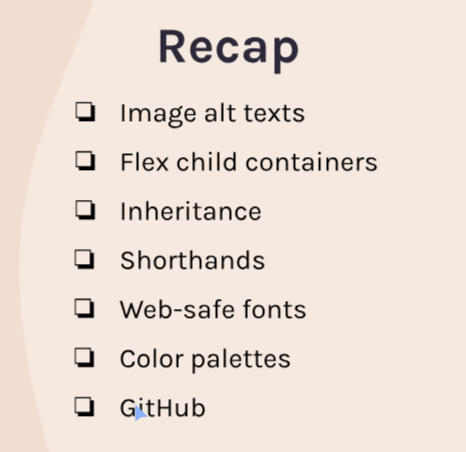 Recap
❏ Image alt texts
❏ Flex child containers
❏ Inheritance
❏ Shorthands
❏ Web-safe fonts
❏ Color palettes
❏ GitHub